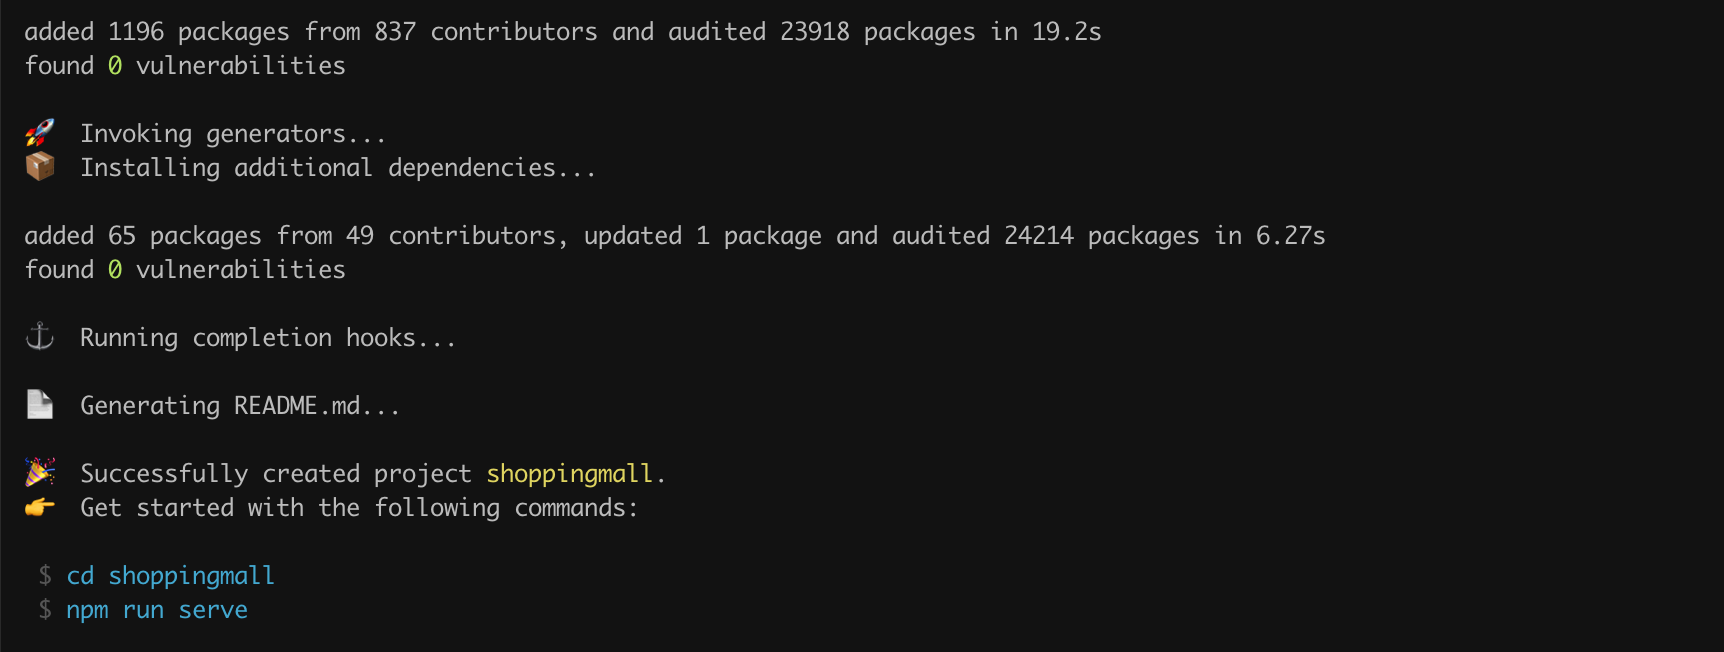 added 1196 packages from 837 contributors and audited 23918 packages in 19.2s
found 0 vulnerabilities
🚀 Invoking generators...
📦 Installing additional dependencies...
added 65 packages from 49 contributors, updated 1 package and audited 24214 packages in 6.27s
found 0 vulnerabilities
⚓ Running completion hooks...
📄 Generating README.md...
🎉 Successfully created project shoppingmall.
👉 Get started with the following commands:
$ cd shoppingmall
$ npm run serve